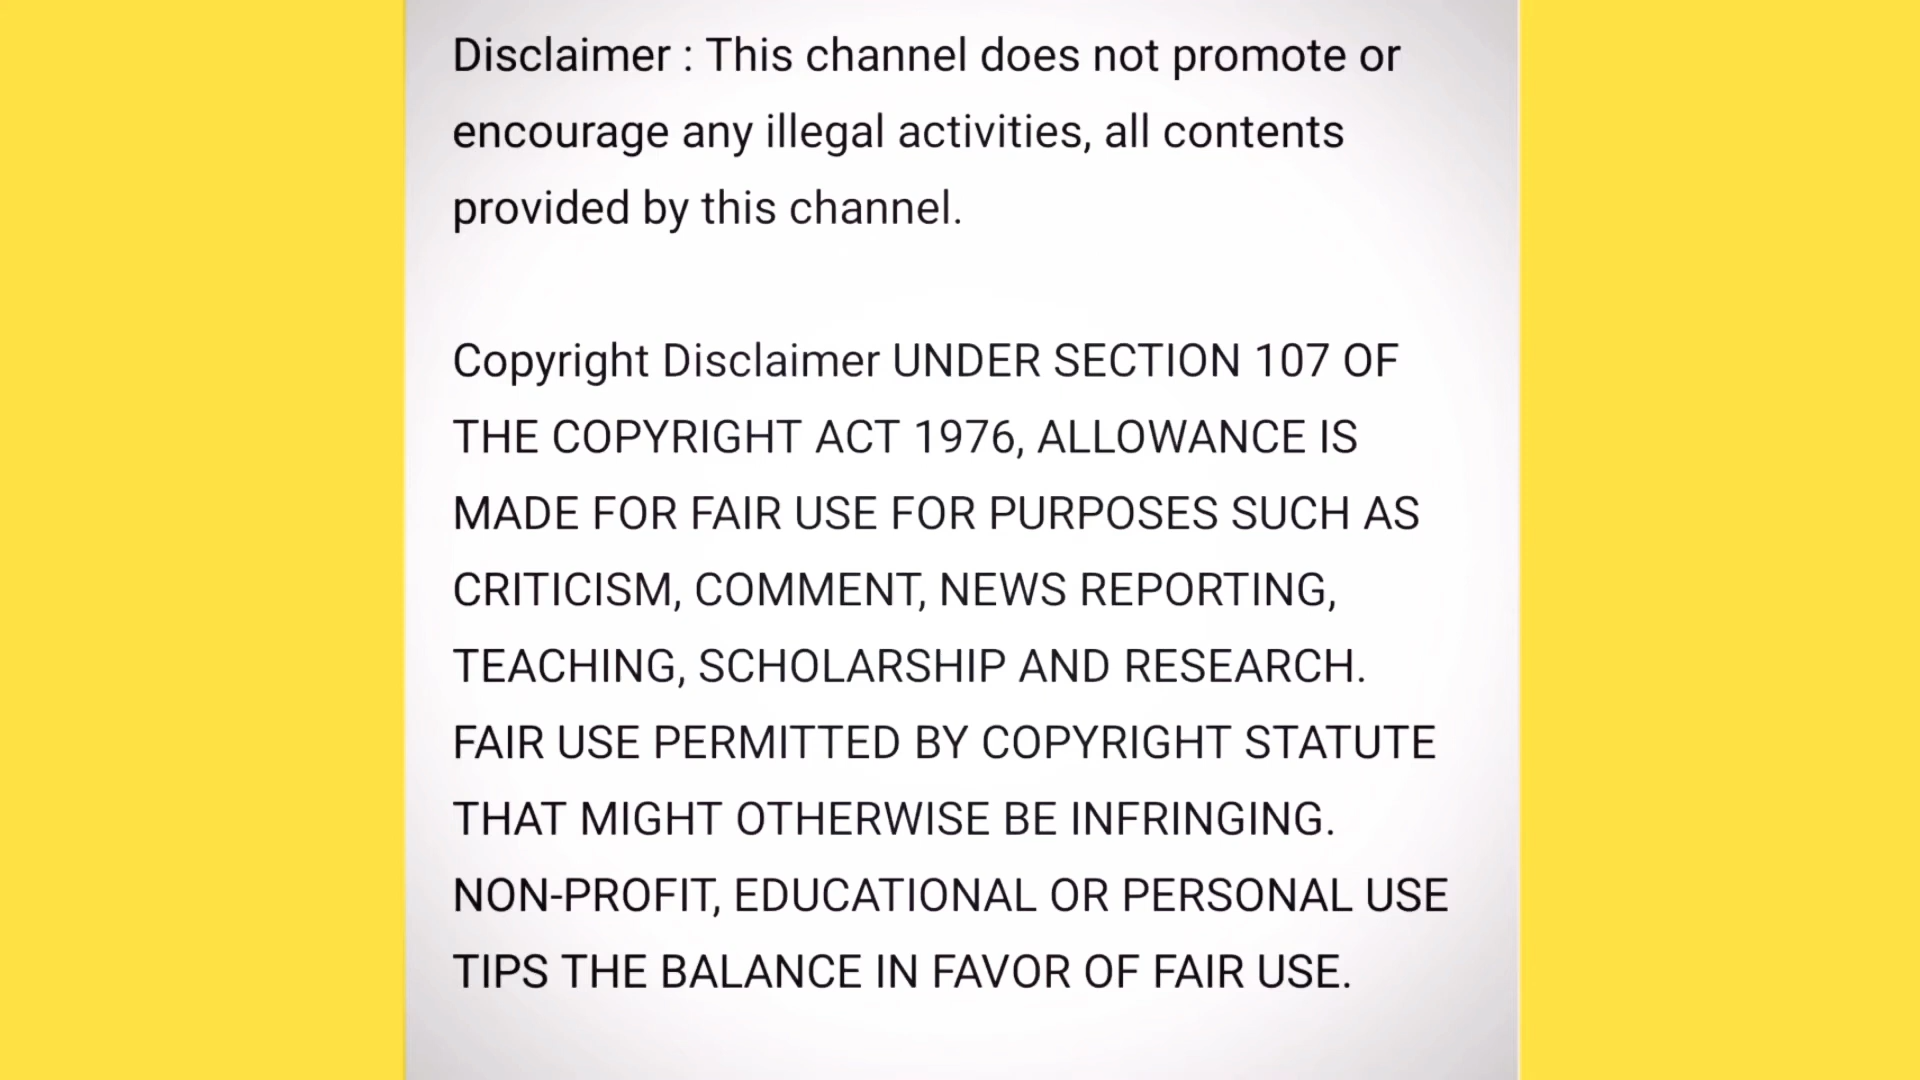 Disclaimer : This channel does not promote or
encourage any illegal activities, all contents
provided by this channel.
Copyright Disclaimer UNDER SECTION 107 OF
THE COPYRIGHT ACT 1976, ALLOWANCE IS
MADE FOR FAIR USE FOR PURPOSES SUCH AS
CRITICISM, COMMENT, NEWS REPORTING,
TEACHING, SCHOLARSHIP AND RESEARCH.
FAIR USE PERMITTED BY COPYRIGHT STATUTE
THAT MIGHT OTHERWISE BE INFRINGING.
NON-PROFIT, EDUCATIONAL OR PERSONAL USE
TIPS THE BALANCE IN FAVOR OF FAIR USE.